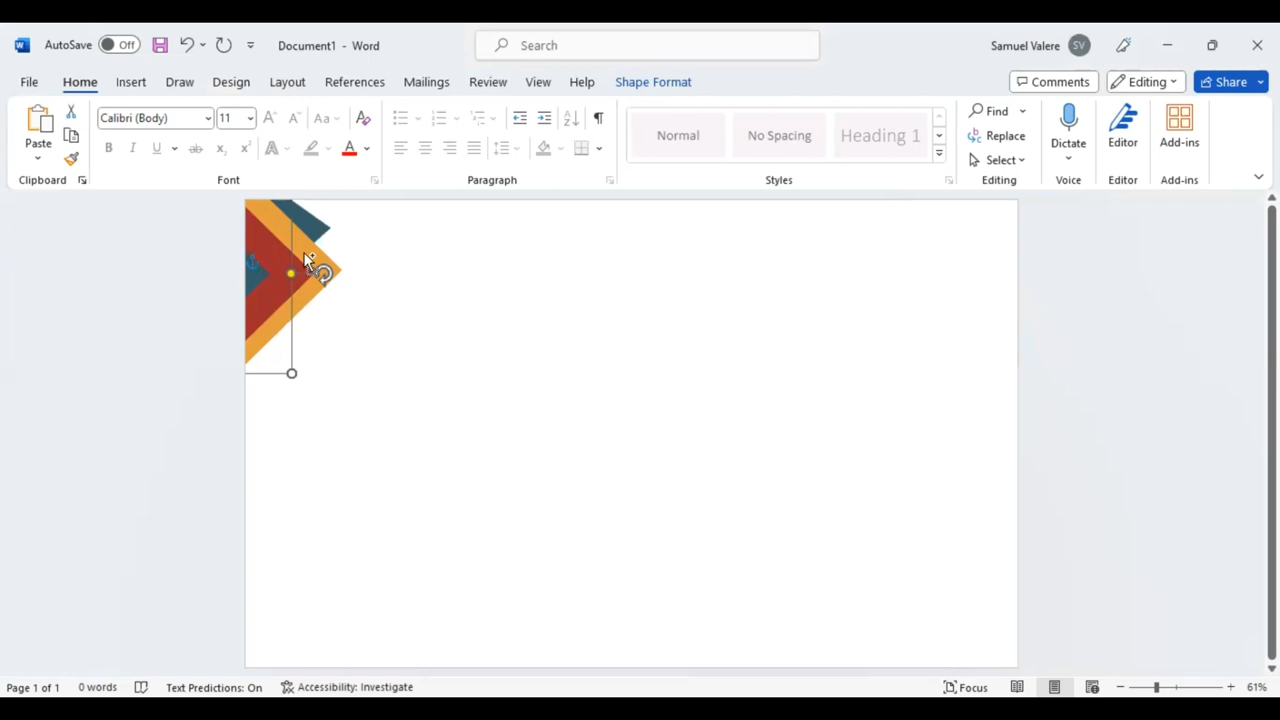 AutoSave Off Document1 - Word Search Samuel Valere SV
File Home Insert Draw Design Layout References Mailings Review View Help Shape Format Comments Editing Share
Calibri (Body) 11 Aa Normal No Spacing Heading 1 Find
Replace
Paste Dictate Editor Add-ins
Select
Clipboard Font Paragraph Styles Editing Voice Editor Add-ins
Page 1 of 1 0 words Text Predictions: On Accessibility: Investigate Focus 61%